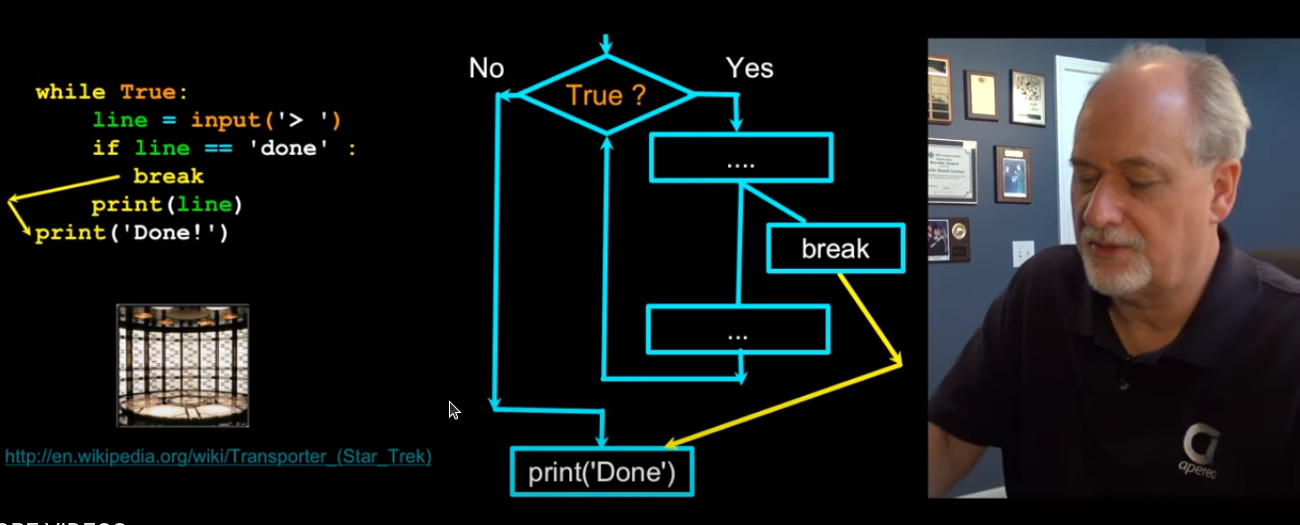 while True:
line = input('> ')
if line == 'done' :
break
print(line)
print('Done!')
http://en.wikipedia.org/wiki/Transporter_(Star_Trek)
No
Yes
True ?
....
break
...
print('Done')
apereo